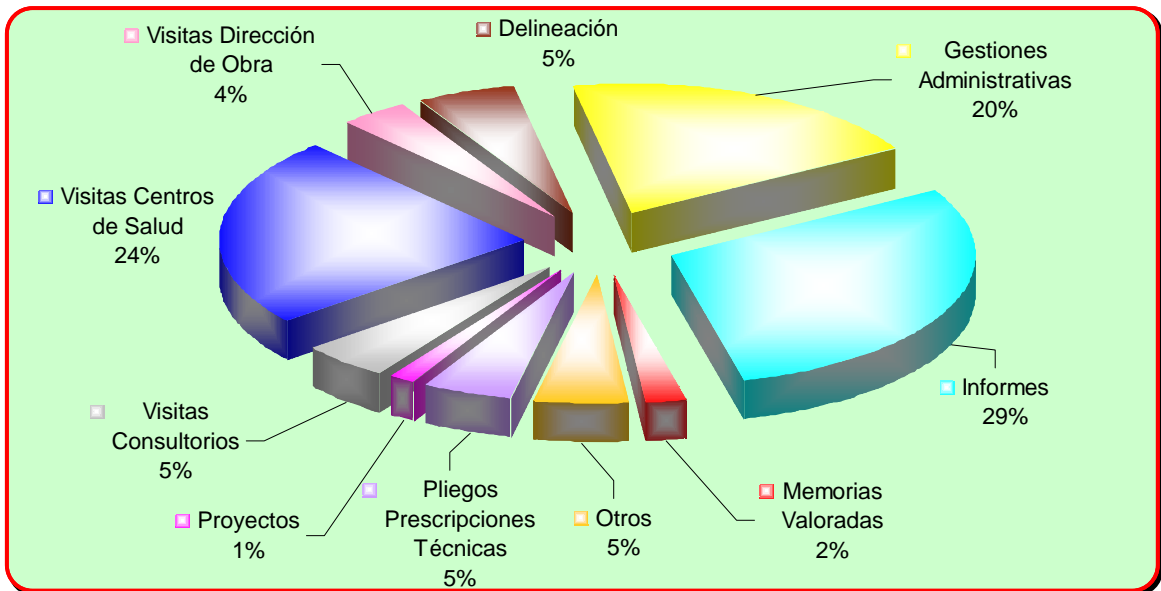 Visitas Dirección
de Obra
4%
Delineación
5%
Gestiones
Administrativas
20%
Visitas Centros
de Salud
24%
Informes
29%
Visitas
Consultorios
5%
Proyectos
1%
Pliegos
Prescripciones
Técnicas
5%
Otros
5%
Memorias
Valoradas
2%